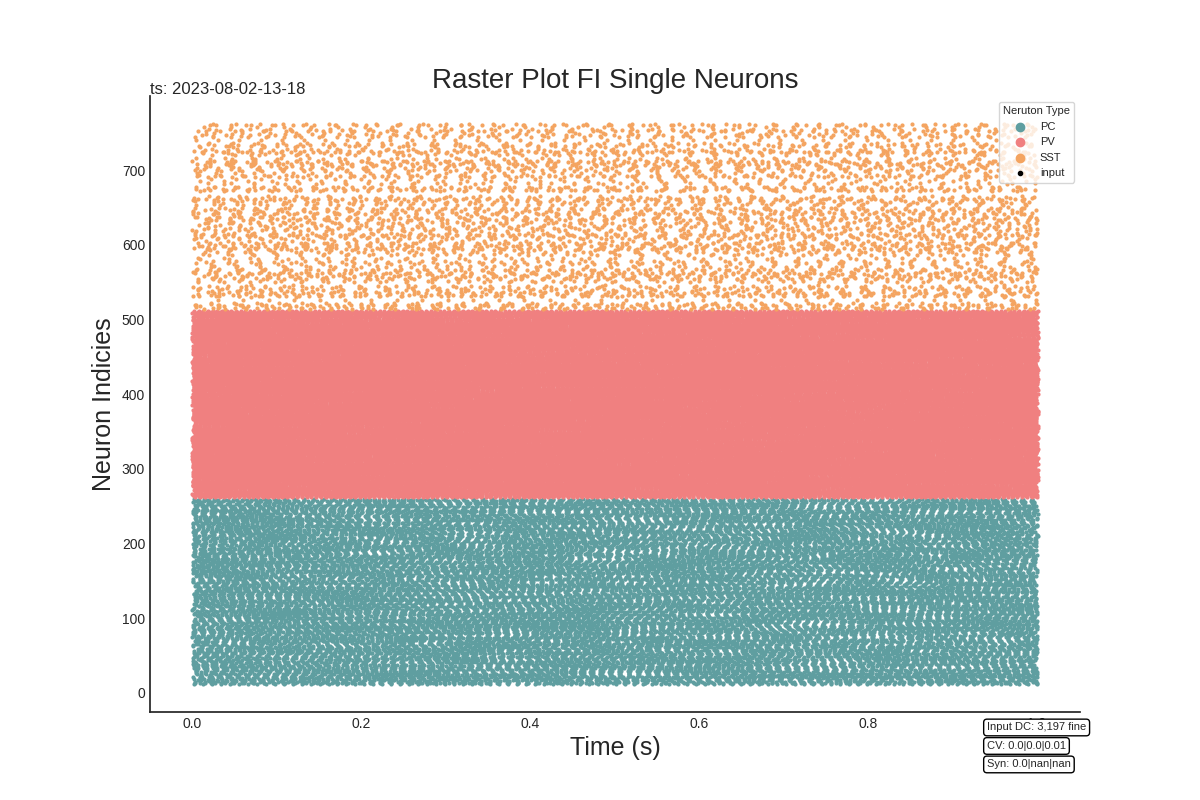 Raster Plot FI Single Neurons
ts: 2023-08-02-13-18
Neruton Type
PC
PV
SST
input
Neuron Indicies
700
600
500
400
300
200
100
0
0.0 0.2 0.4 0.6 0.8
Time (s)
Input DC: 3,197 fine
CV: 0.0|0.0|0.01
Syn: 0.0|nan|nan